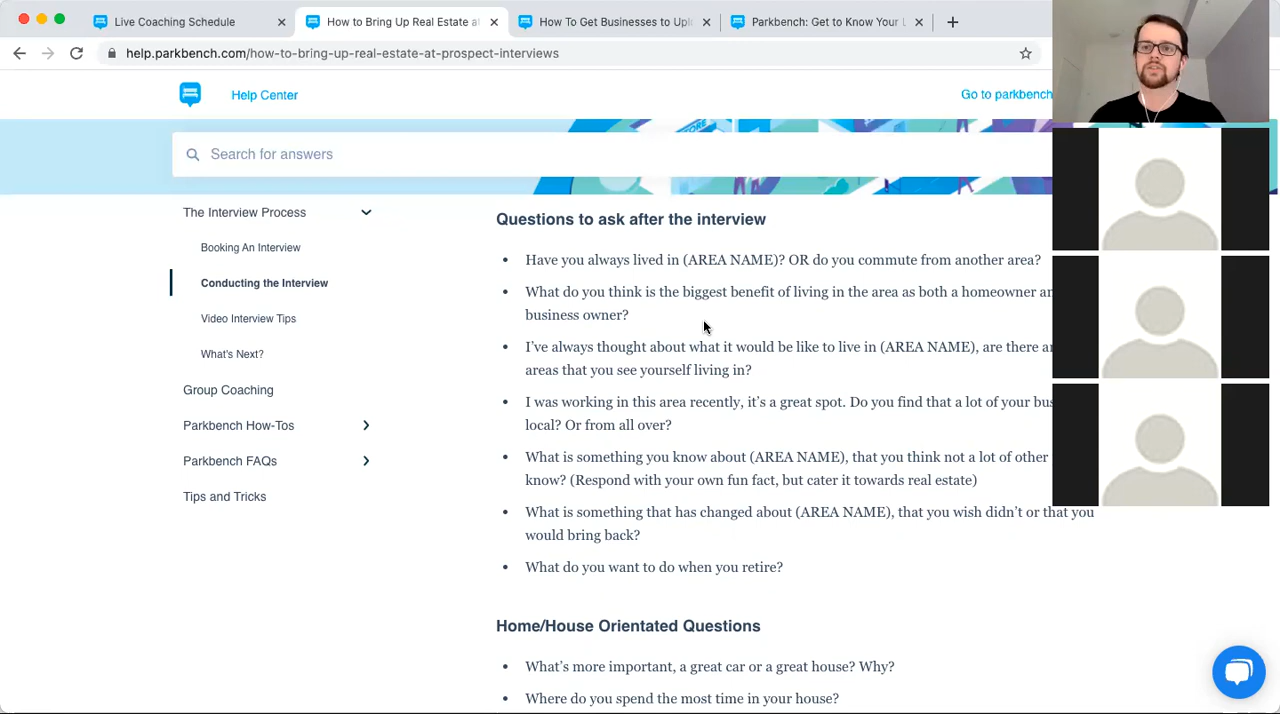 Live Coaching Schedule
How to Bring Up Real Estate a
How To Get Businesses to Upl
Parkbench: Get to Know Your L
help.parkbench.com/how-to-bring-up-real-estate-at-prospect-interviews
Help Center
Go to parkbench
Search for answers
The Interview Process
Booking An Interview
Conducting the Interview
Video Interview Tips
What's Next?
Group Coaching
Parkbench How-Tos
Parkbench FAQs
Tips and Tricks
Questions to ask after the interview
• Have you always lived in (AREA NAME)? OR do you commute from another area?
• What do you think is the biggest benefit of living in the area as both a homeowner an
business owner?
• I've always thought about what it would be like to live in (AREA NAME), are there
areas that you see yourself living in?
• I was working in this area recently, it's a great spot. Do you find that a lot of your bus
local? Or from all over?
• What is something you know about (AREA NAME), that you think not a lot of other
know? (Respond with your own fun fact, but cater it towards real estate)
• What is something that has changed about (AREA NAME), that you wish didn't or that you
would bring back?
• What do you want to do when you retire?
Home/House Orientated Questions
• What's more important, a great car or a great house? Why?
• Where do you spend the most time in your house?